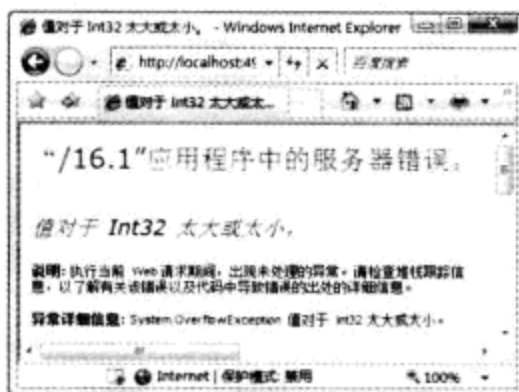 值对于 Int32 太大或太小。 - Windows Internet Explorer
http://localhost:49
百度搜索
值对于 Int32 太大或太...
“/16.1”应用程序中的服务器错误。
值对于 Int32 太大或太小。
说明: 执行当前 Web 请求期间，出现未处理的异常。请检查堆栈跟踪信
息，以了解有关该错误以及代码中导致错误的出处的详细信息。
异常详细信息: System.OverflowException 值对于 Int32 太大或太小。
Internet | 保护模式: 禁用
100%